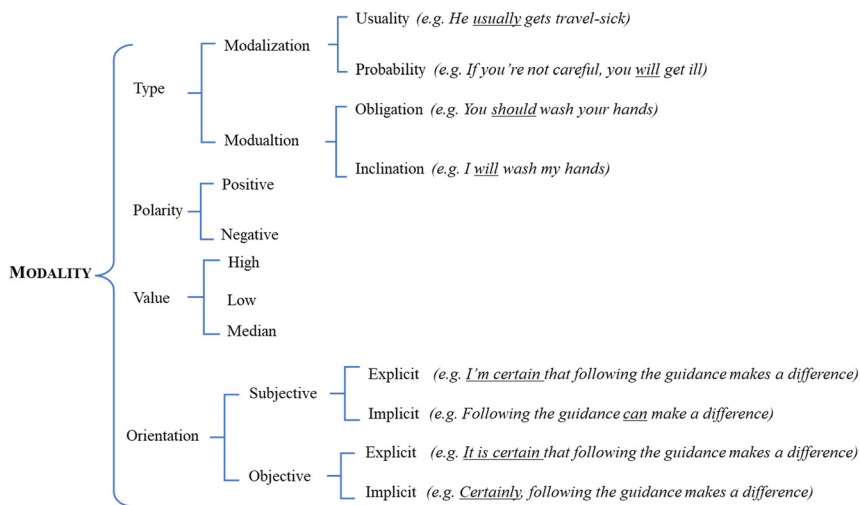 Usuality (e.g. He usually gets travel-sick)
Modalization
Probability (e.g. If you're not careful, you will get ill)
Type
Obligation (e.g. You should wash your hands)
Modualtion
Inclination (e.g. I will wash my hands)
Positive
Polarity
Negative
High
MODALITY
Value
Low
Median
Explicit (e.g. I'm certain that following the guidance makes a difference)
Subjective
Implicit (e.g. Following the guidance can make a difference)
Orientation
Explicit (e.g. It is certain that following the guidance makes a difference)
Objective
Implicit (e.g. Certainly, following the guidance makes a difference)